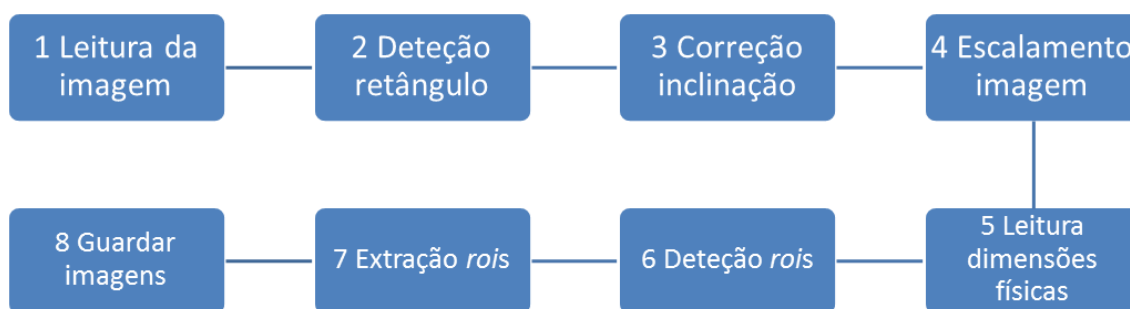 1 Leitura da
imagem
2 Deteção
retângulo
3 Correção
inclinação
4 Escalamento
imagem
5 Leitura
dimensões
físicas
6 Deteção rois
7 Extração rois
8 Guardar
imagens